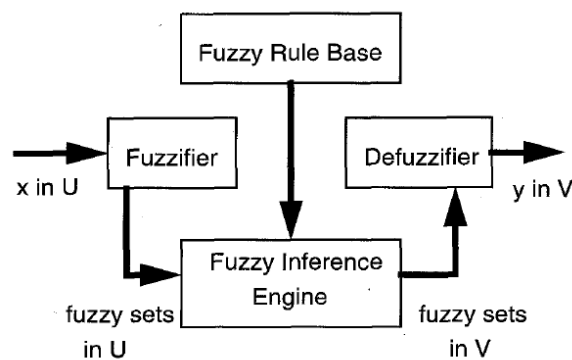 Fuzzy Rule Base
Fuzzifier
Defuzzifier
x in U
y in V
Fuzzy Inference
Engine
fuzzy sets
in U
fuzzy sets
in V